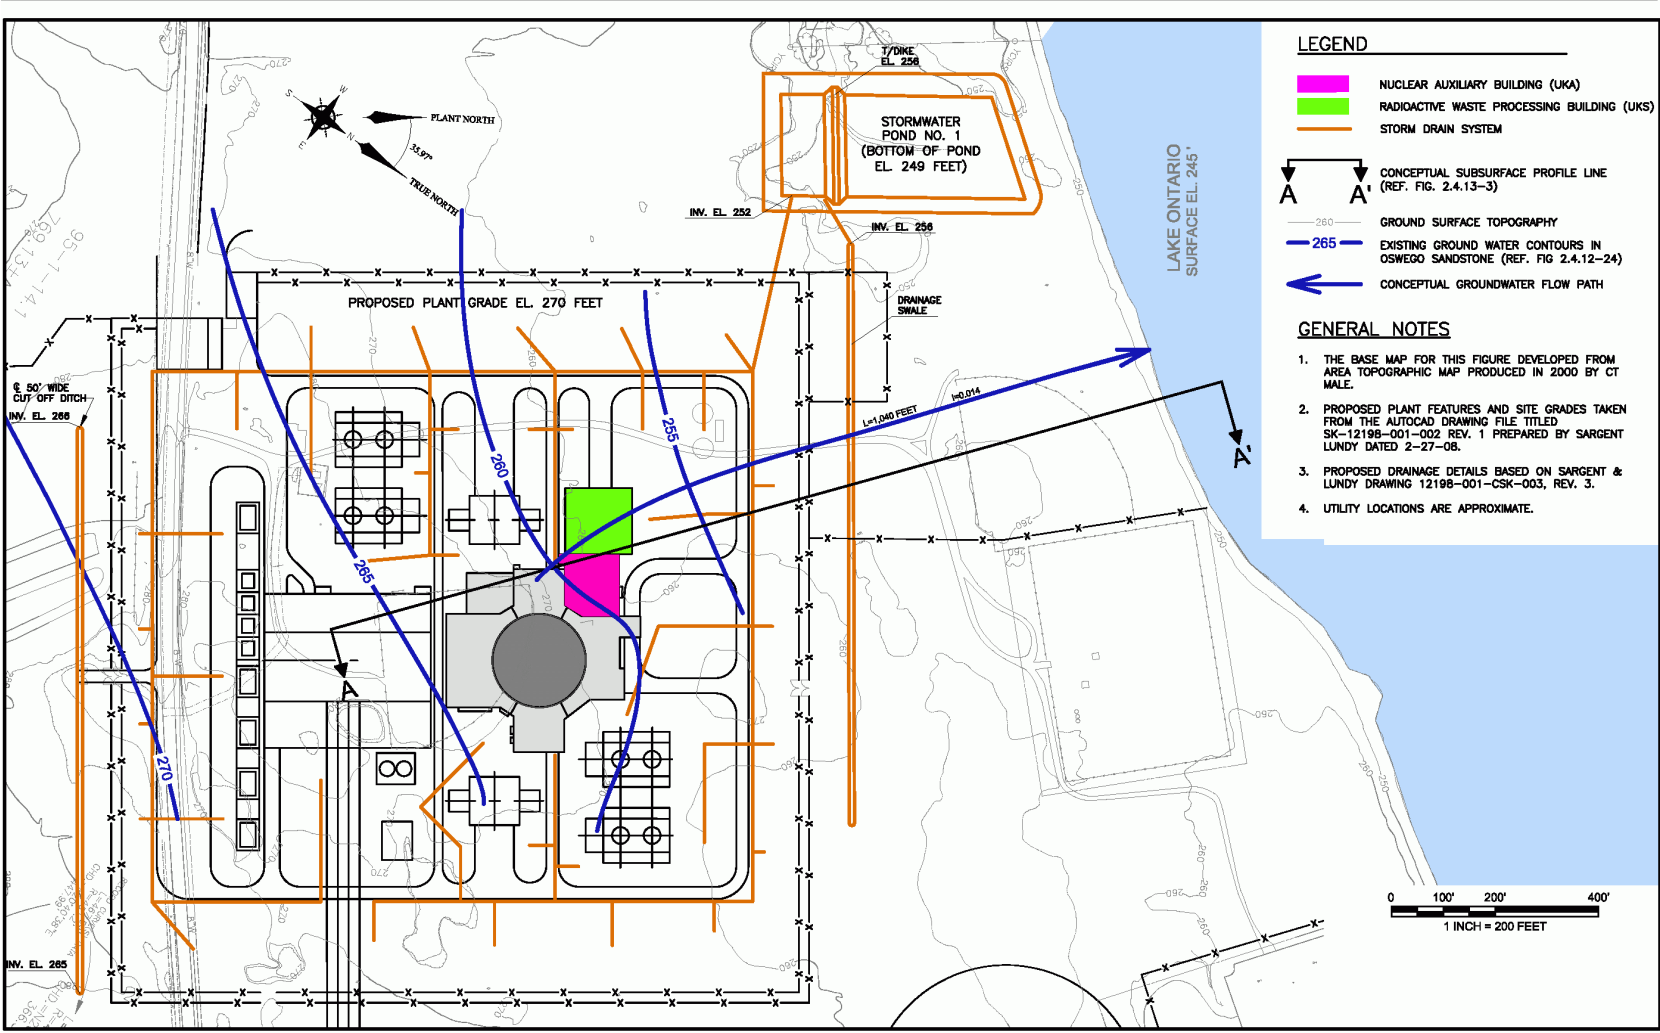 LEGEND
NUCLEAR AUXILIARY BUILDING (UKA)
RADIOACTIVE WASTE PROCESSING BUILDING (UKS)
STORM DRAIN SYSTEM
A A'
CONCEPTUAL SUBSURFACE PROFILE LINE
(REF. FIG. 2.4.13-3)
260
GROUND SURFACE TOPOGRAPHY
265
EXISTING GROUND WATER CONTOURS IN
OSWEGO SANDSTONE (REF. FIG 2.4.12-24)
CONCEPTUAL GROUNDWATER FLOW PATH
GENERAL NOTES
1. THE BASE MAP FOR THIS FIGURE DEVELOPED FROM
AREA TOPOGRAPHIC MAP PRODUCED IN 2000 BY CT
MALE.
2. PROPOSED PLANT FEATURES AND SITE GRADES TAKEN
FROM THE AUTOCAD DRAWING FILE TITLED
SK-12198-001-002 REV. 1 PREPARED BY SARGENT
LUNDY DATED 2-27-08.
3. PROPOSED DRAINAGE DETAILS BASED ON SARGENT &
LUNDY DRAWING 12198-001-CSK-003, REV. 3.
4. UTILITY LOCATIONS ARE APPROXIMATE.
0 100' 200' 400'
1 INCH = 200 FEET
LAKE ONTARIO
SURFACE EL. 245'
T/DIKE
EL. 256
STORMWATER
POND NO. 1
(BOTTOM OF POND
EL. 249 FEET)
INV. EL. 252
INV. EL. 256
DRAINAGE
SWALE
S
W
N
E
PLANT NORTH
35.97°
TRUE NORTH
PROPOSED PLANT GRADE EL. 270 FEET
℄ 50' WIDE
CUT OFF DITCH
INV. EL. 266
INV. EL. 265
L=1,040 FEET
i=0.014
255
260
265
270
A
A'
95-1-14.1